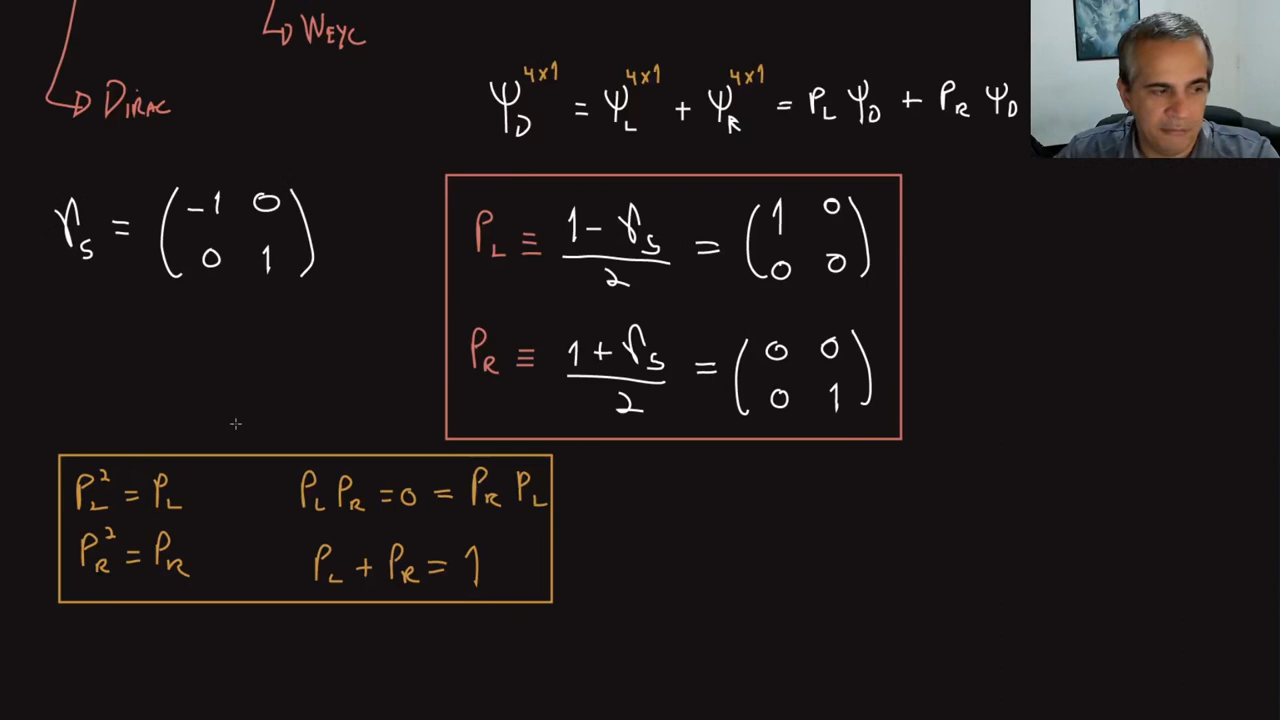 WEYL
DIRAC
Ψ_D^{4×1} = Ψ_L^{4×1} + Ψ_R^{4×1} = P_L Ψ_D + P_R Ψ_D
γ_5 = ( -1 0 ; 0 1 )
P_L ≡ (1 - γ_5)/2 = ( 1 0 ; 0 0 )
P_R ≡ (1 + γ_5)/2 = ( 0 0 ; 0 1 )
P_L^2 = P_L P_L P_R = 0 = P_R P_L
P_R^2 = P_R P_L + P_R = 1